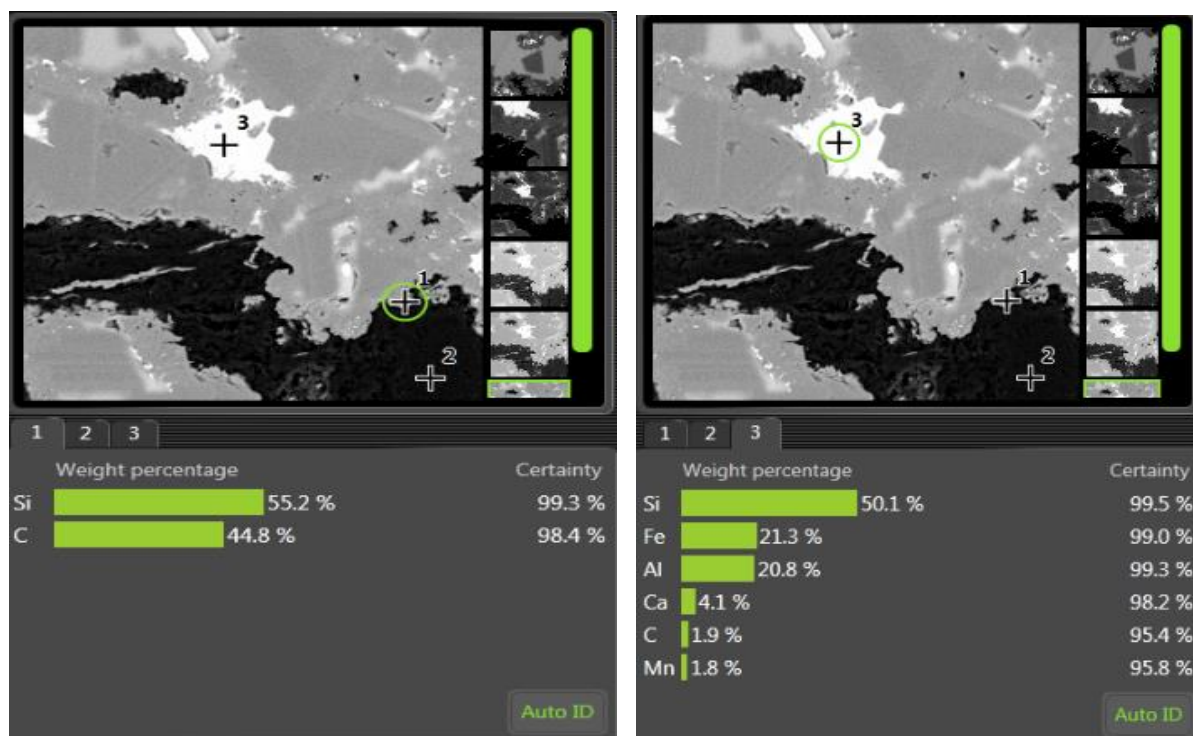 3
1
2
1 2 3
Weight percentage Certainty
Si 55.2 % 99.3 %
C 44.8 % 98.4 %
Auto ID
3
1
2
1 2 3
Weight percentage Certainty
Si 50.1 % 99.5 %
Fe 21.3 % 99.0 %
Al 20.8 % 99.3 %
Ca 4.1 % 98.2 %
C 1.9 % 95.4 %
Mn 1.8 % 95.8 %
Auto ID